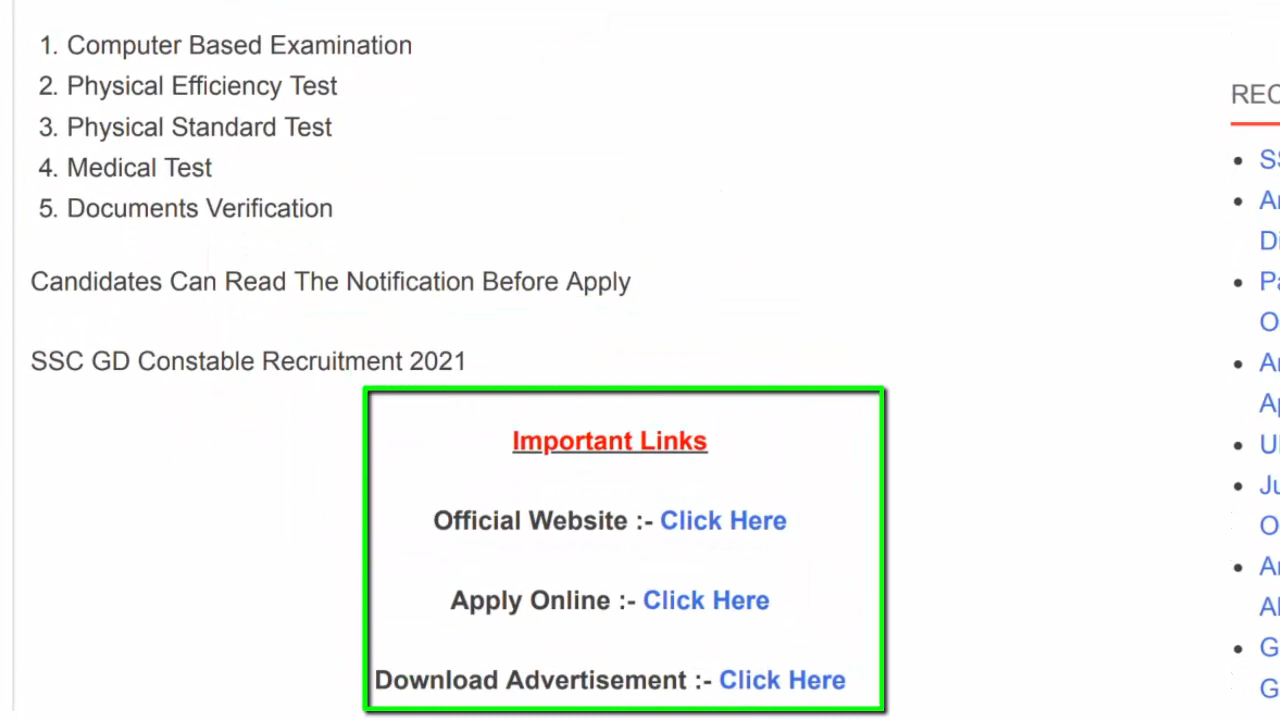 1. Computer Based Examination
2. Physical Efficiency Test
3. Physical Standard Test
4. Medical Test
5. Documents Verification
Candidates Can Read The Notification Before Apply
SSC GD Constable Recruitment 2021
Important Links
Official Website :- Click Here
Apply Online :- Click Here
Download Advertisement :- Click Here